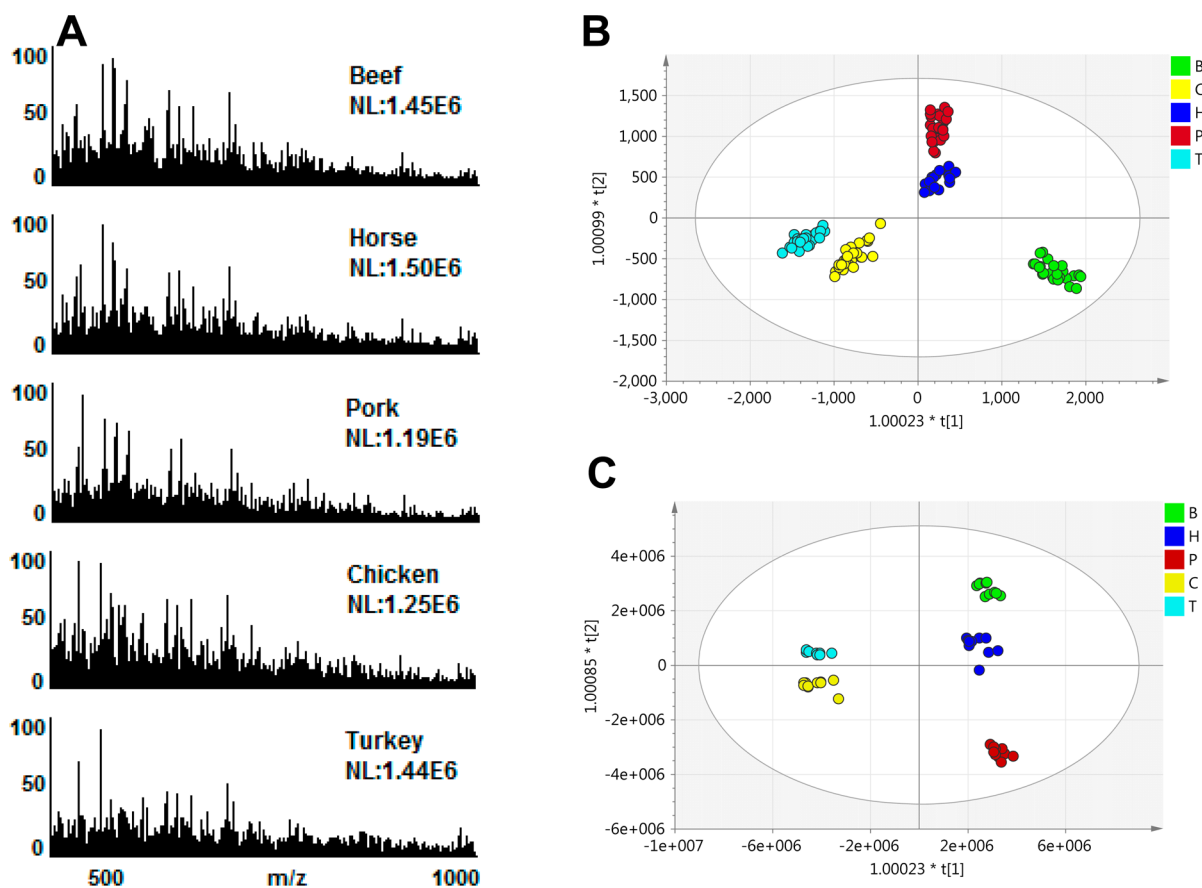 A
100
50
0
Beef
NL:1.45E6
100
50
0
Horse
NL:1.50E6
100
50
0
Pork
NL:1.19E6
100
50
0
Chicken
NL:1.25E6
100
50
0
Turkey
NL:1.44E6
500 m/z 1000
B
1.00099 * t[2]
1,500
1,000
500
0
-500
-1,000
-1,500
-2,000
-3,000 -2,000 -1,000 0 1,000 2,000
1.00023 * t[1]
B
C
H
P
T
C
1.00085 * t[2]
4e+006
2e+006
0
-2e+006
-4e+006
-6e+006
-1e+007 -6e+006 -2e+006 2e+006 6e+006
1.00023 * t[1]
B
H
P
C
T